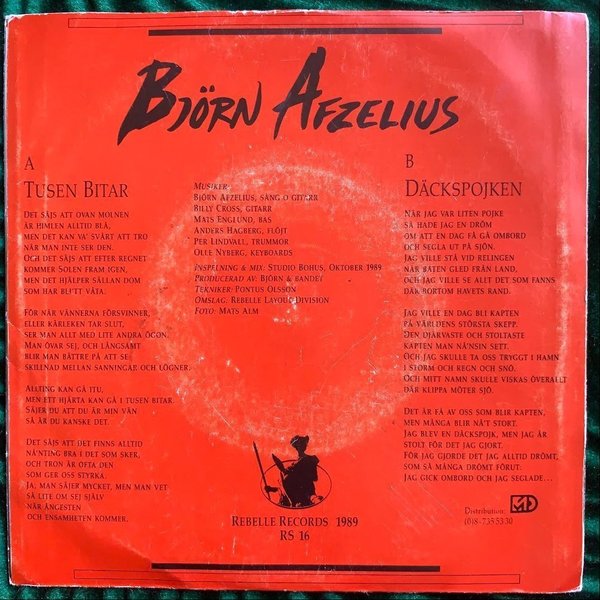 Björn Afzelius
A
Tusen Bitar
Det säjs att ovan molnen
är himlen alltid blå,
men det kan va' svårt att tro
när man inte ser den.
Och det säjs att efter regnet
kommer solen fram igen,
men det hjälper sällan dom
som har blitt våta.
För när vännerna försvinner,
eller kärleken tar slut,
ser man allt med lite andra ögon.
Man övar sej, och långsamt
blir man bättre på att se
skillnad mellan sanningar och lögner.
Allting kan gå itu,
men ett hjärta kan gå i tusen bitar.
Säjer du att du är min vän
så är du kanske det.
Det säjs att det finns alltid
nå'nting bra i det som sker,
och tron är ofta den
som ger oss styrka.
Ja, man säjer mycket, men man vet
så lite om sej själv
när ångesten
och ensamheten kommer.
Musiker:
Björn Afzelius, sång o gitarr
Billy Cross, gitarr
Mats Englund, bas
Anders Hagberg, flöjt
Per Lindvall, trummor
Olle Nyberg, keyboards
Inspelning & mix: Studio Bohus, Oktober 1989
Producerad av Björn & bandet
Tekniker: Pontus Olsson
Omslag: Rebelle Layout Division
Foto: Mats Alm
B
Däckspojken
När jag var liten pojke
så hade jag en dröm
om att en dag få gå ombord
och segla ut på sjön.
Jag ville stå vid relingen
när båten gled från land,
och jag ville se allt det som fanns
där bortom havets rand.
Jag ville en dag bli kapten
på världens största skepp.
Den djärvaste och stoltaste
kapten man nånsin sett.
Och jag skulle ta oss tryggt i hamn
i storm och regn och snö.
Och mitt namn skulle viskas överallt
där klippa möter sjö.
Det är få av oss som blir kapten,
men många blir nå't stort.
Jag blev en däckspojk, men jag är
stolt för det jag gjort.
För jag gjorde det jag alltid drömt,
som så många drömt förut:
Jag gick ombord och jag seglade...
Rebelle Records 1989
RS 16
Distribution:
(0)8-735 53 30